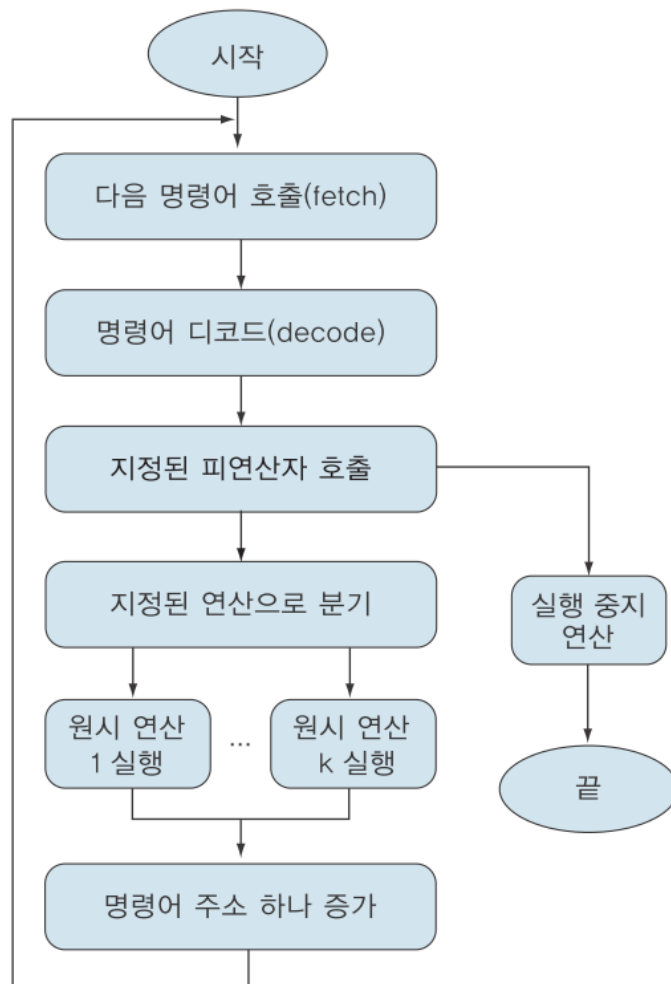 시작
다음 명령어 호출(fetch)
명령어 디코드(decode)
지정된 피연산자 호출
지정된 연산으로 분기
실행 중지
연산
원시 연산
1 실행
...
원시 연산
k 실행
끝
명령어 주소 하나 증가